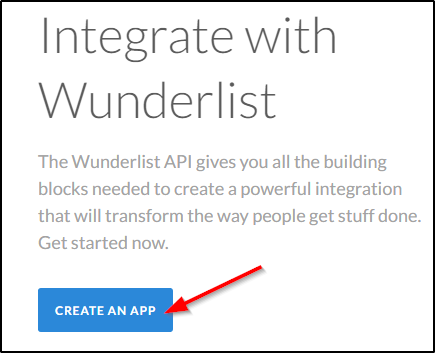 Integrate with
Wunderlist
The Wunderlist API gives you all the building
blocks needed to create a powerful integration
that will transform the way people get stuff done.
Get started now.
CREATE AN APP